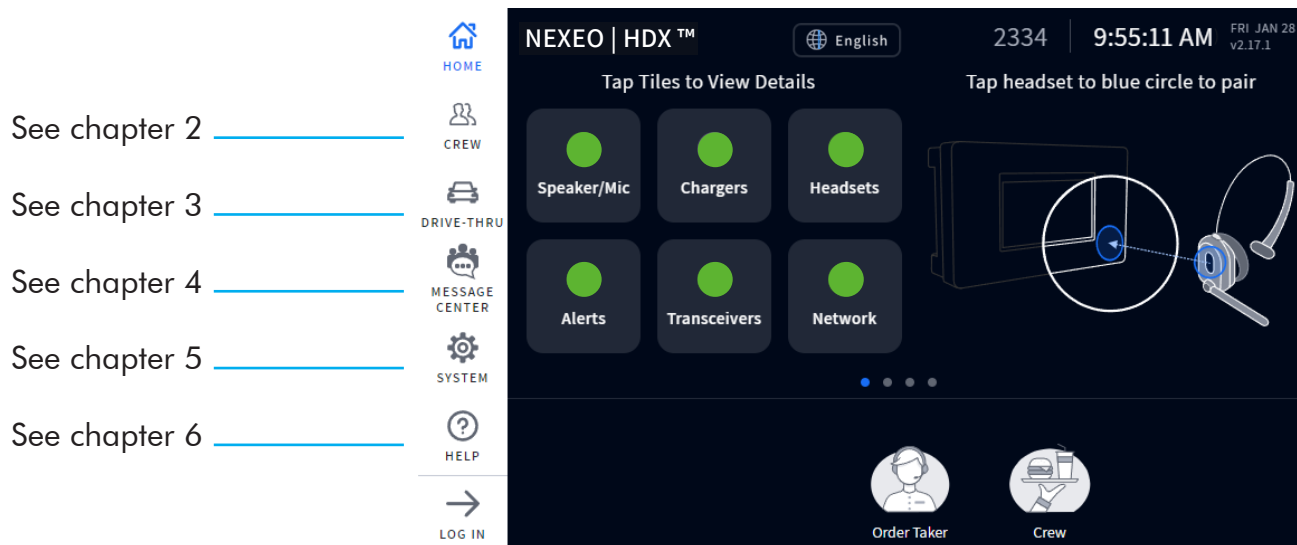 See chapter 2
See chapter 3
See chapter 4
See chapter 5
See chapter 6
HOME
CREW
DRIVE-THRU
MESSAGE
CENTER
SYSTEM
HELP
LOG IN
NEXEO | HDX ™
English
2334
9:55:11 AM
FRI JAN 28
v2.17.1
Tap Tiles to View Details
Tap headset to blue circle to pair
Speaker/Mic
Chargers
Headsets
Alerts
Transceivers
Network
Order Taker
Crew